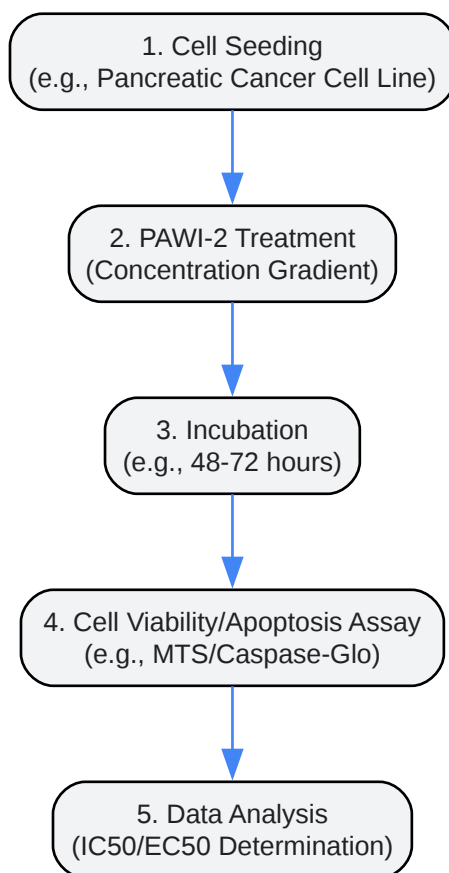 1. Cell Seeding
(e.g., Pancreatic Cancer Cell Line)
2. PAWI-2 Treatment
(Concentration Gradient)
3. Incubation
(e.g., 48-72 hours)
4. Cell Viability/Apoptosis Assay
(e.g., MTS/Caspase-Glo)
5. Data Analysis
(IC50/EC50 Determination)